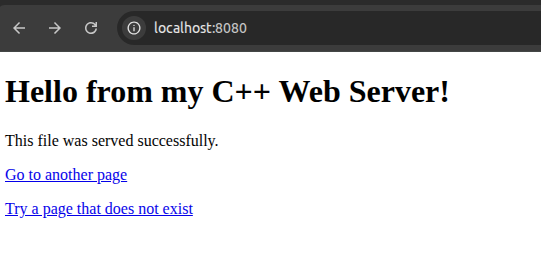 localhost:8080
Hello from my C++ Web Server!
This file was served successfully.
Go to another page
Try a page that does not exist